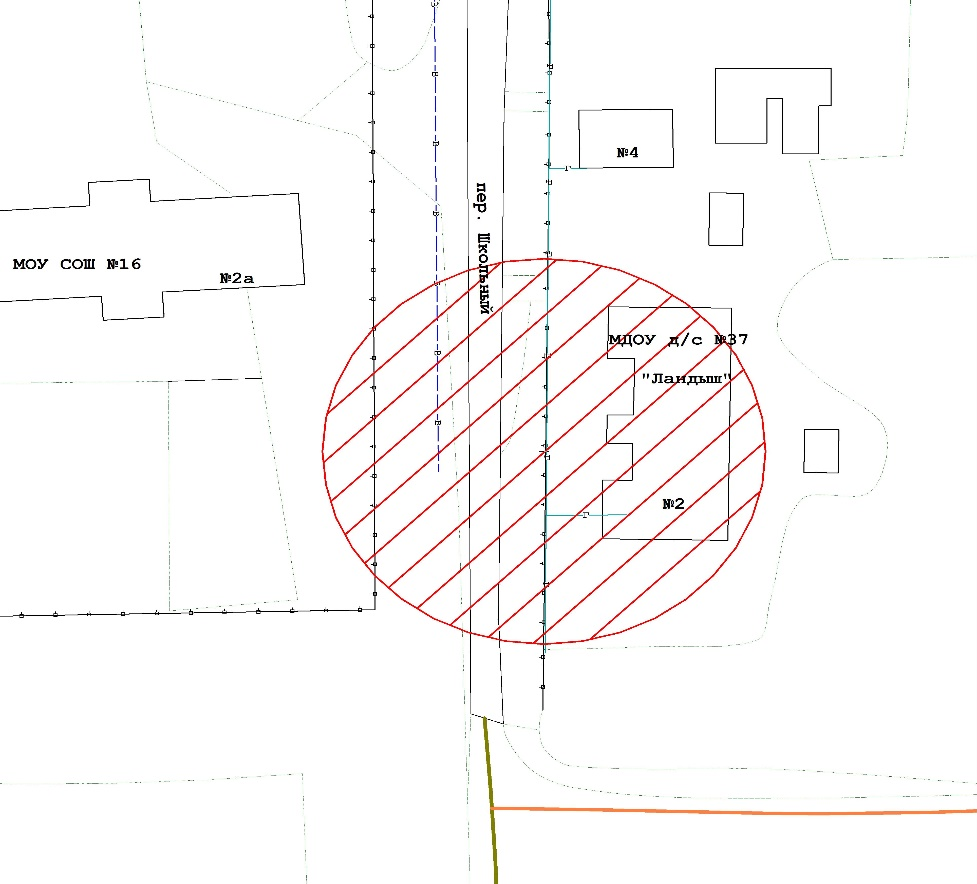 №4
пер. Школьный
МОУ СОШ №16
№2а
МДОУ д/с №37
"Ландыш"
№2